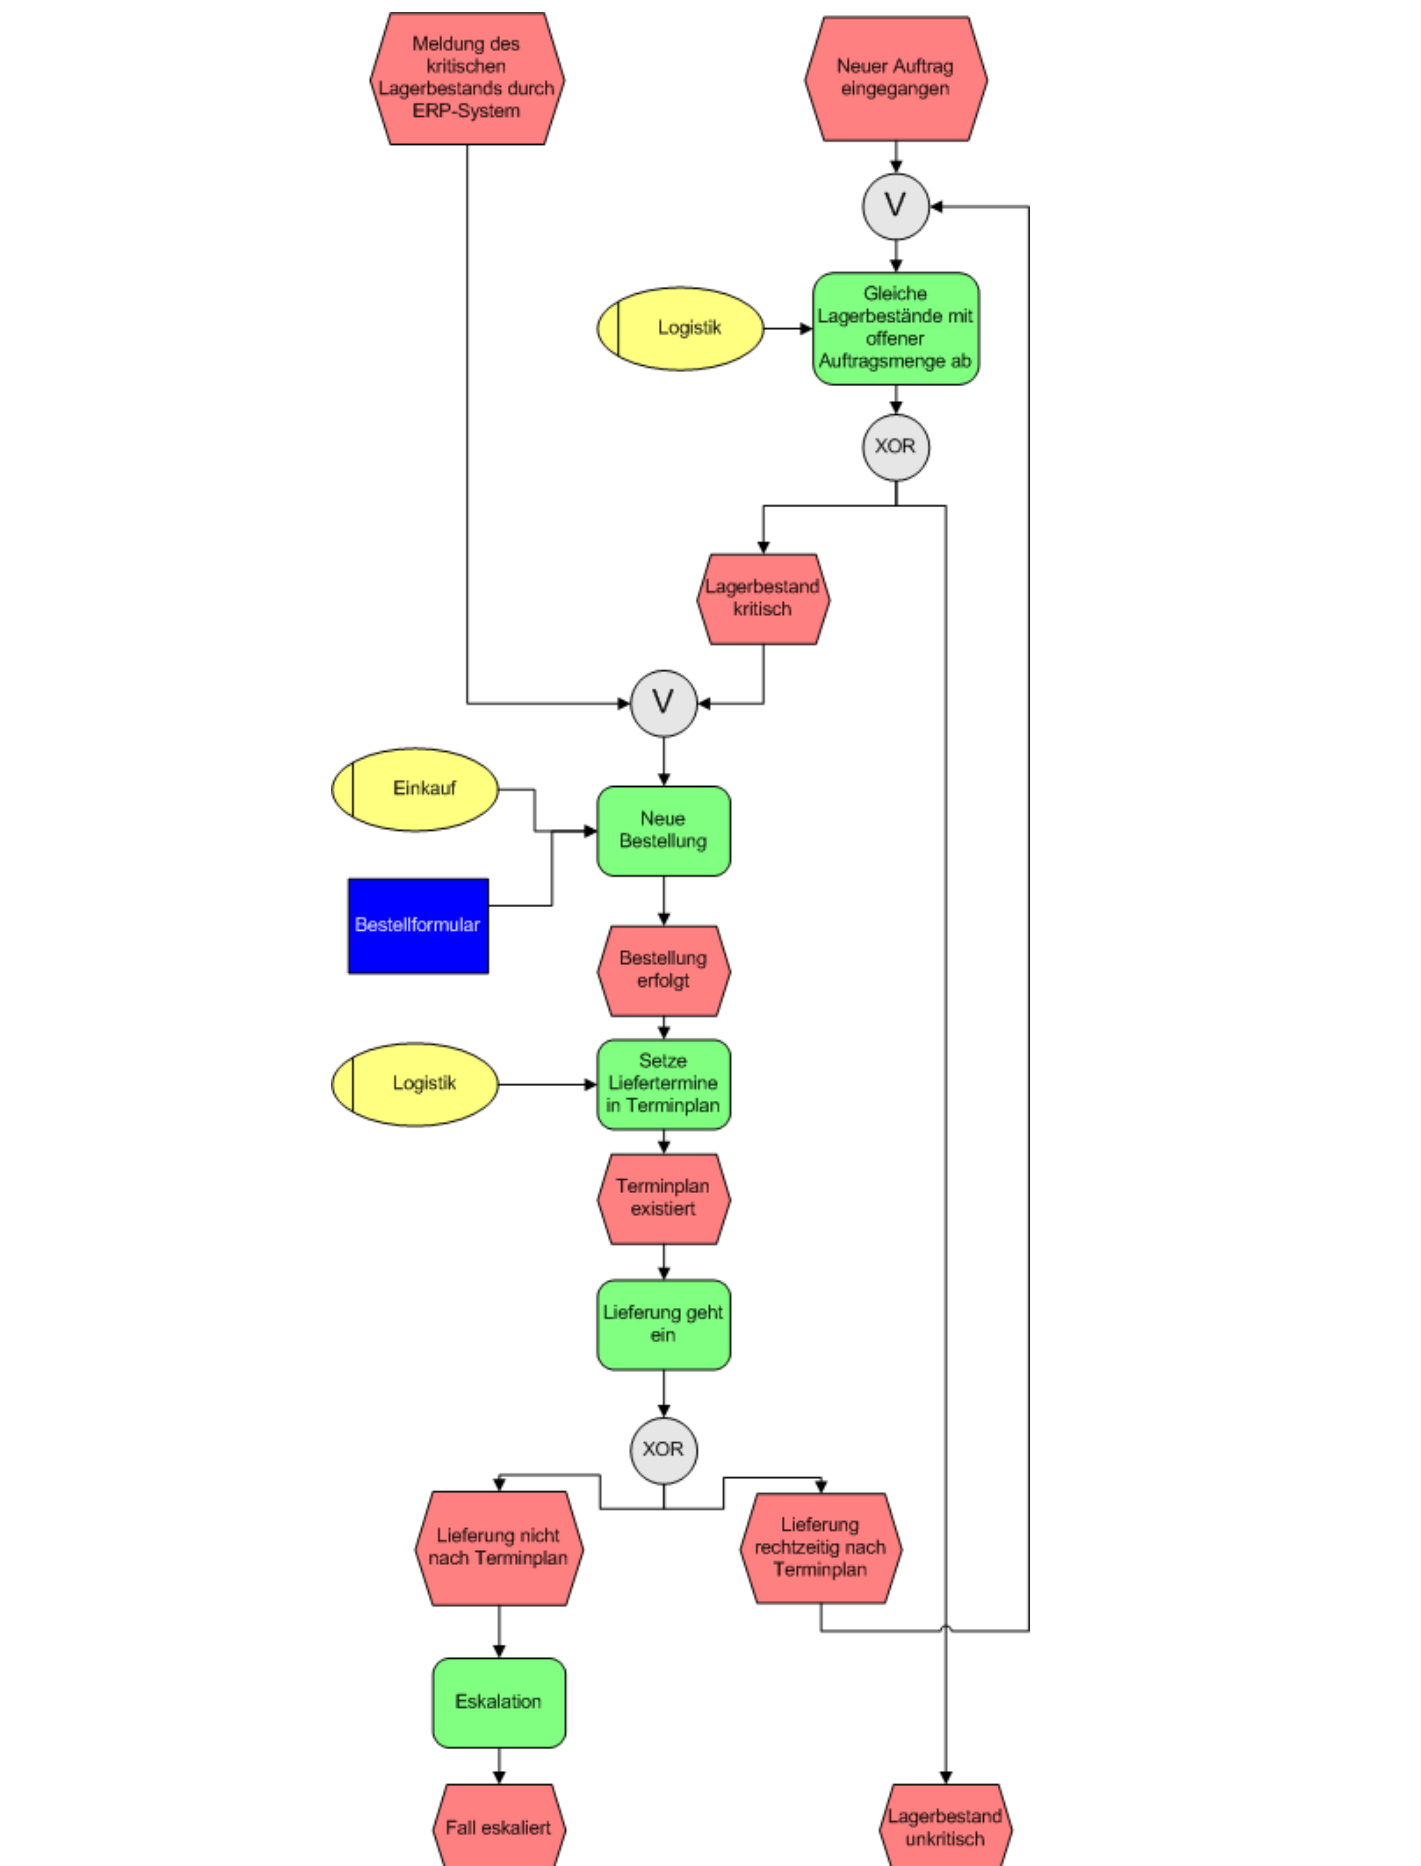 Meldung des
kritischen
Lagerbestands durch
ERP-System
Neuer Auftrag
eingegangen
V
Logistik
Gleiche
Lagerbestände mit
offener
Auftragsmenge ab
XOR
Lagerbestand
kritisch
V
Einkauf
Neue
Bestellung
Bestellformular
Bestellung
erfolgt
Logistik
Setze
Liefertermine
in Terminplan
Terminplan
existiert
Lieferung geht
ein
XOR
Lieferung nicht
nach Terminplan
Lieferung
rechtzeitig nach
Terminplan
Eskalation
Fall eskaliert
Lagerbestand
unkritisch